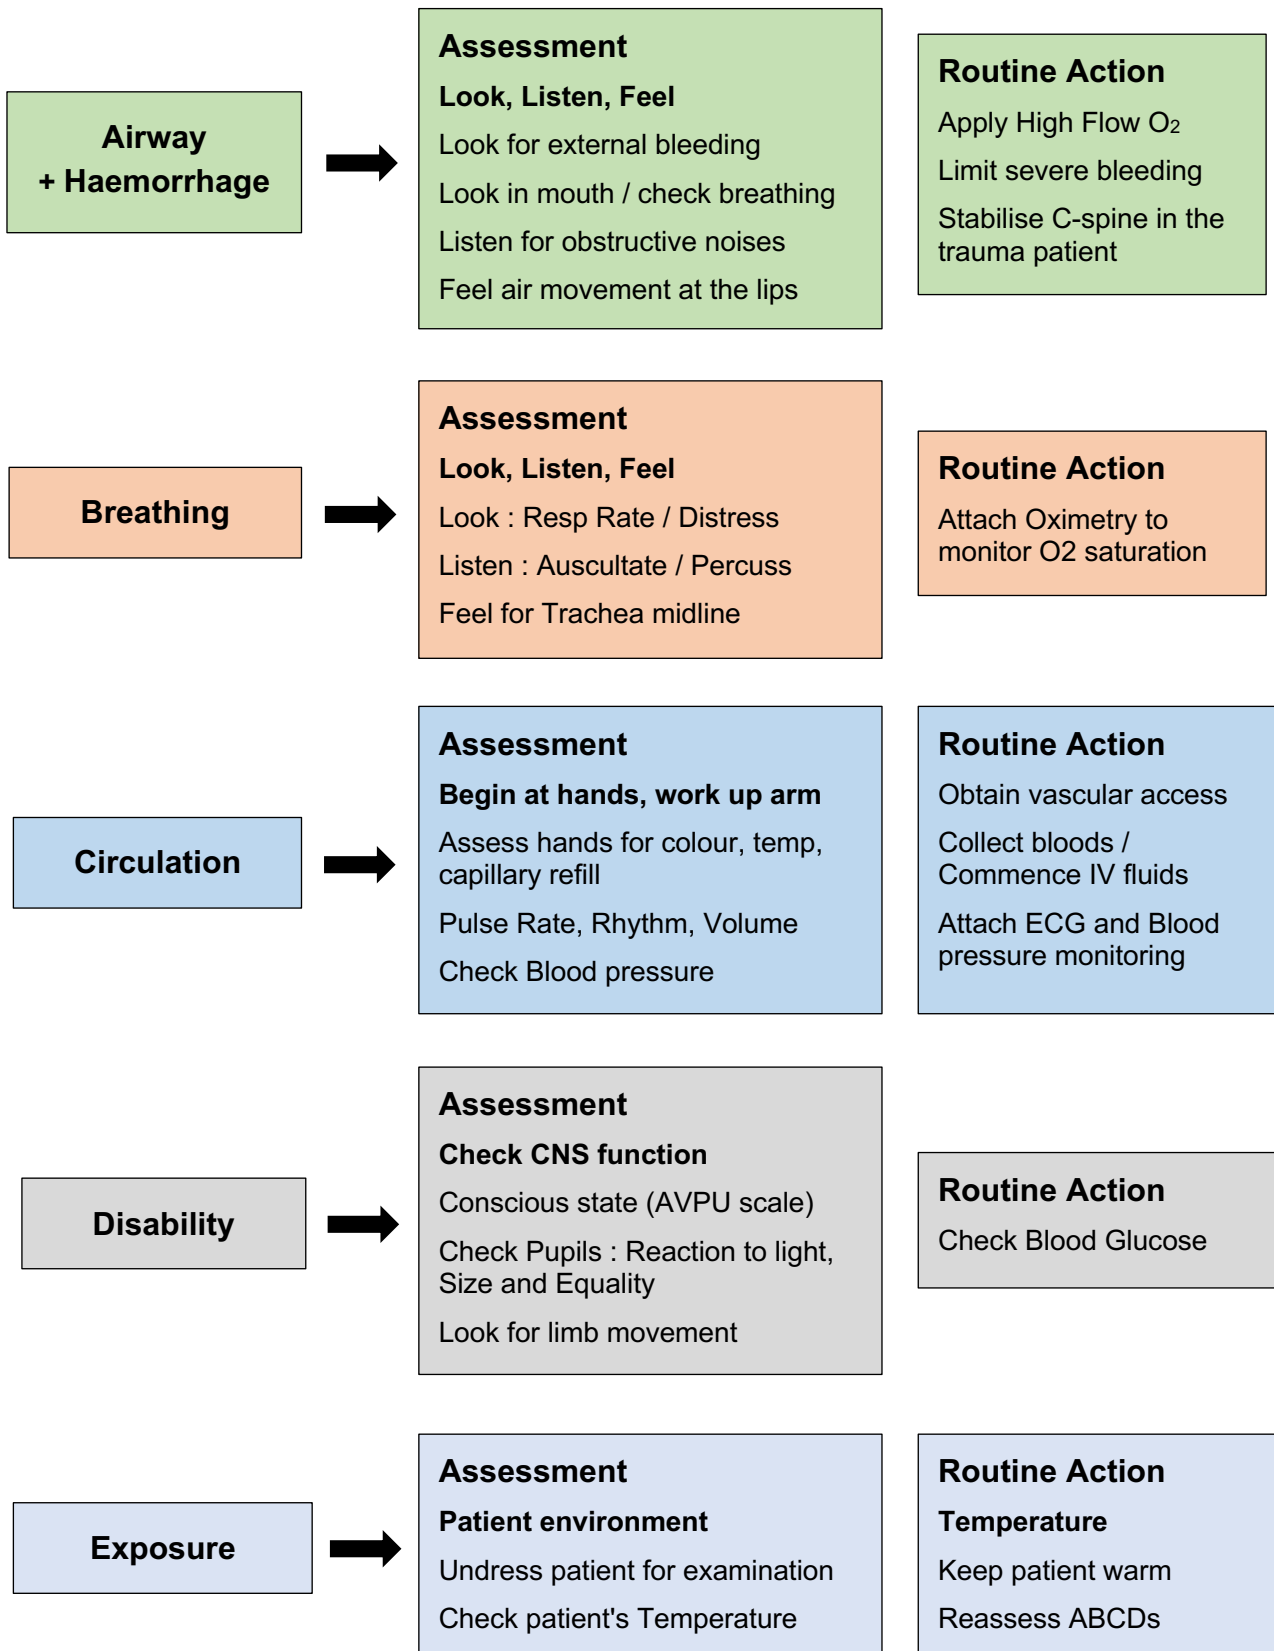 Airway
+ Haemorrhage
Assessment
Look, Listen, Feel
Look for external bleeding
Look in mouth / check breathing
Listen for obstructive noises
Feel air movement at the lips
Routine Action
Apply High Flow O₂
Limit severe bleeding
Stabilise C-spine in the
trauma patient
Breathing
Assessment
Look, Listen, Feel
Look : Resp Rate / Distress
Listen : Auscultate / Percuss
Feel for Trachea midline
Routine Action
Attach Oximetry to
monitor O2 saturation
Circulation
Assessment
Begin at hands, work up arm
Assess hands for colour, temp,
capillary refill
Pulse Rate, Rhythm, Volume
Check Blood pressure
Routine Action
Obtain vascular access
Collect bloods /
Commence IV fluids
Attach ECG and Blood
pressure monitoring
Disability
Assessment
Check CNS function
Conscious state (AVPU scale)
Check Pupils : Reaction to light,
Size and Equality
Look for limb movement
Routine Action
Check Blood Glucose
Exposure
Assessment
Patient environment
Undress patient for examination
Check patient's Temperature
Routine Action
Temperature
Keep patient warm
Reassess ABCDs